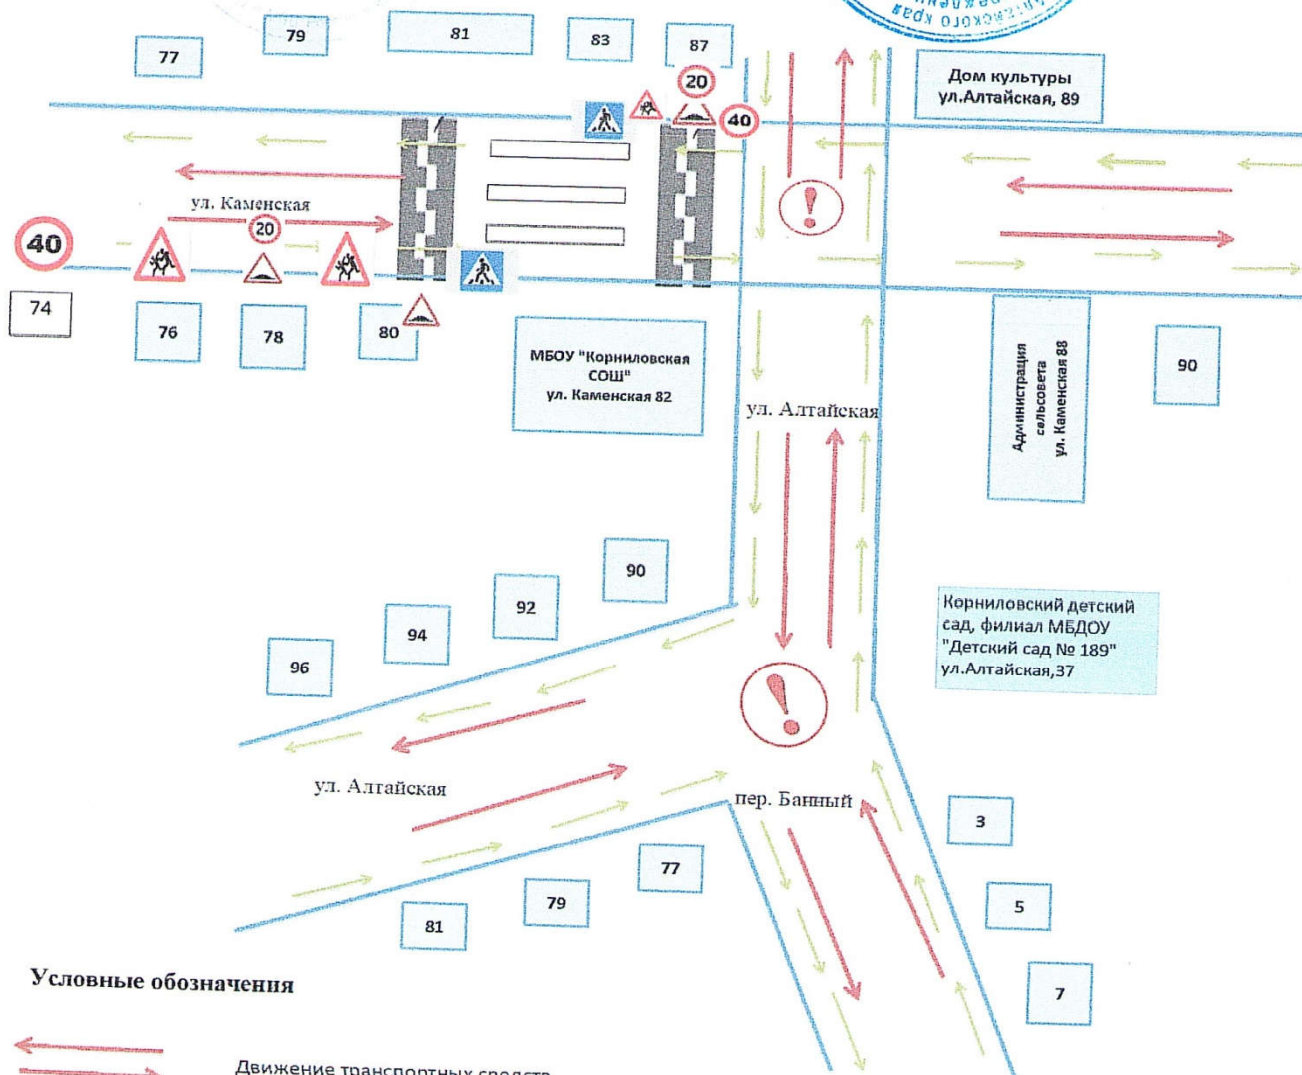 79
81
83
87
77
20
40
Дом культуры
ул.Алтайская, 89
ул. Каменская
20
40
74
76
78
80
МБОУ "Корниловская
СОШ"
ул. Каменская 82
ул. Алтайская
Администрация
сельсовета
ул. Каменская 88
90
90
92
94
96
Корниловский детский
сад, филиал МБДОУ
"Детский сад № 189"
ул.Алтайская,37
ул. Алтайская
пер. Банный
3
77
5
79
81
7
Условные обозначения
Движение транспортных средств